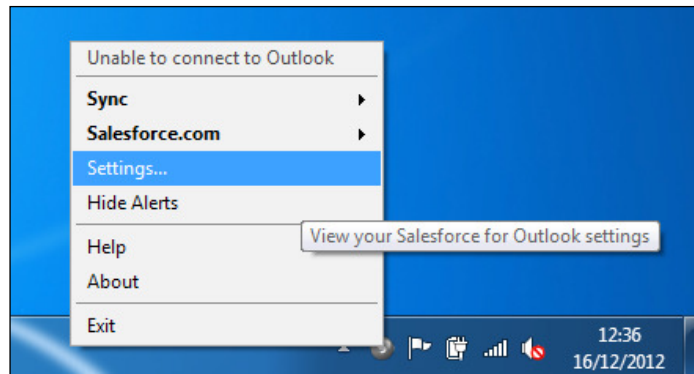 Unable to connect to Outlook
Sync
Salesforce.com
Settings...
Hide Alerts
View your Salesforce for Outlook settings
Help
About
Exit
12:36
16/12/2012